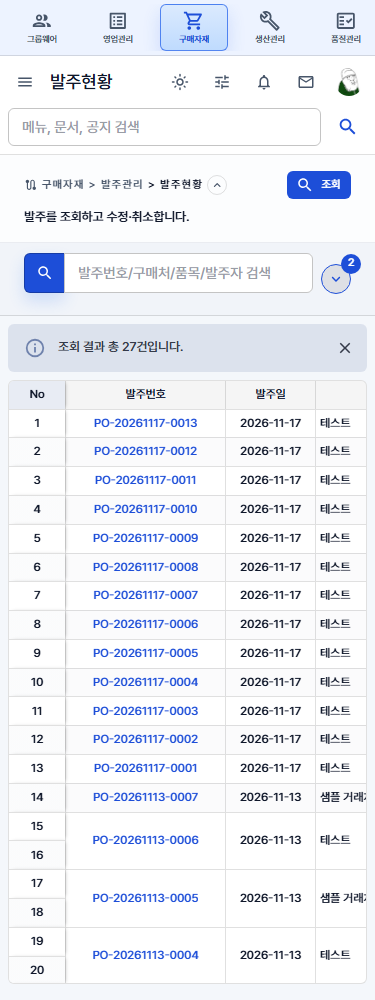 그룹웨어 영업관리 구매자재 생산관리 품질관리
발주현황
메뉴, 문서, 공지 검색
구매자재 > 발주관리 > 발주현황 조회
발주를 조회하고 수정·취소합니다.
발주번호/구매처/품목/발주자 검색 2
조회 결과 총 27건입니다.
No 발주번호 발주일
1 PO-20261117-0013 2026-11-17 테스트
2 PO-20261117-0012 2026-11-17 테스트
3 PO-20261117-0011 2026-11-17 테스트
4 PO-20261117-0010 2026-11-17 테스트
5 PO-20261117-0009 2026-11-17 테스트
6 PO-20261117-0008 2026-11-17 테스트
7 PO-20261117-0007 2026-11-17 테스트
8 PO-20261117-0006 2026-11-17 테스트
9 PO-20261117-0005 2026-11-17 테스트
10 PO-20261117-0004 2026-11-17 테스트
11 PO-20261117-0003 2026-11-17 테스트
12 PO-20261117-0002 2026-11-17 테스트
13 PO-20261117-0001 2026-11-17 테스트
14 PO-20261113-0007 2026-11-13 샘플 거래
15
PO-20261113-0006 2026-11-13 테스트
16
17
PO-20261113-0005 2026-11-13 샘플 거래
18
19
PO-20261113-0004 2026-11-13 테스트
20